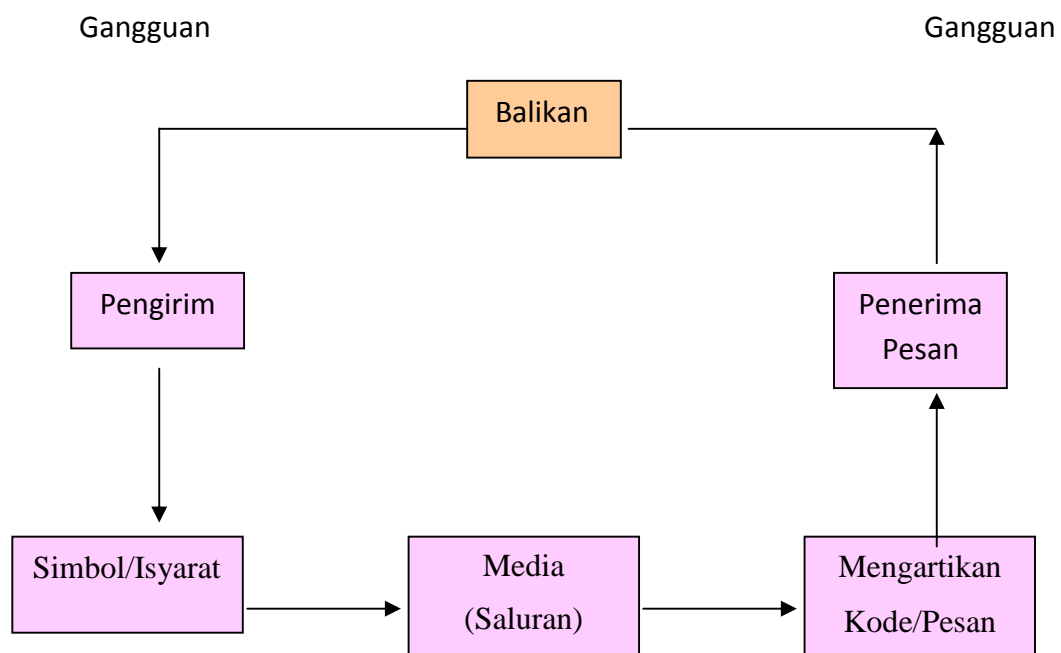 Gangguan
Gangguan
Balikan
Pengirim
Penerima
Pesan
Simbol/Isyarat
Media
(Saluran)
Mengartikan
Kode/Pesan